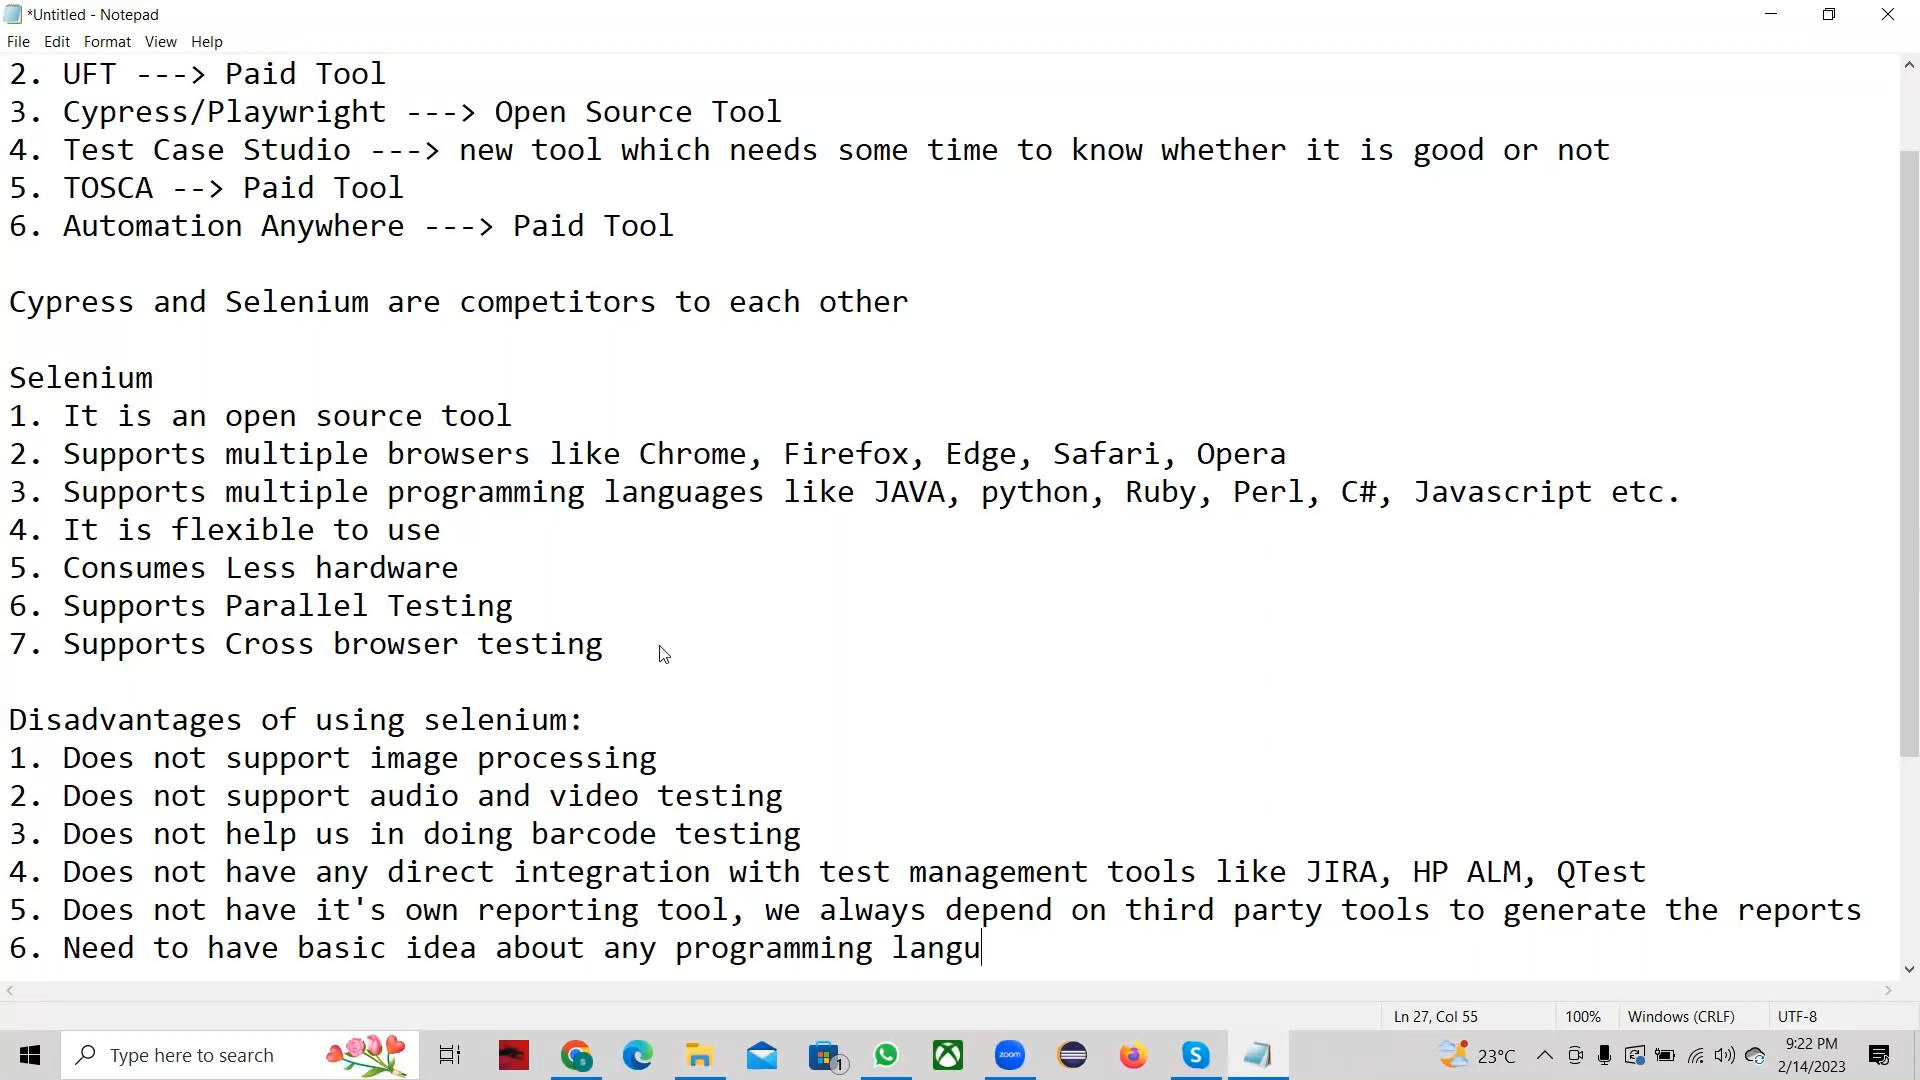 *Untitled - Notepad
File Edit Format View Help
2. UFT ---> Paid Tool
3. Cypress/Playwright ---> Open Source Tool
4. Test Case Studio ---> new tool which needs some time to know whether it is good or not
5. TOSCA --> Paid Tool
6. Automation Anywhere ---> Paid Tool
Cypress and Selenium are competitors to each other
Selenium
1. It is an open source tool
2. Supports multiple browsers like Chrome, Firefox, Edge, Safari, Opera
3. Supports multiple programming languages like JAVA, python, Ruby, Perl, C#, Javascript etc.
4. It is flexible to use
5. Consumes Less hardware
6. Supports Parallel Testing
7. Supports Cross browser testing
Disadvantages of using selenium:
1. Does not support image processing
2. Does not support audio and video testing
3. Does not help us in doing barcode testing
4. Does not have any direct integration with test management tools like JIRA, HP ALM, QTest
5. Does not have it's own reporting tool, we always depend on third party tools to generate the reports
6. Need to have basic idea about any programming langu
Ln 27, Col 55 100% Windows (CRLF) UTF-8
Type here to search
zoom
1
23°C
9:22 PM
2/14/2023